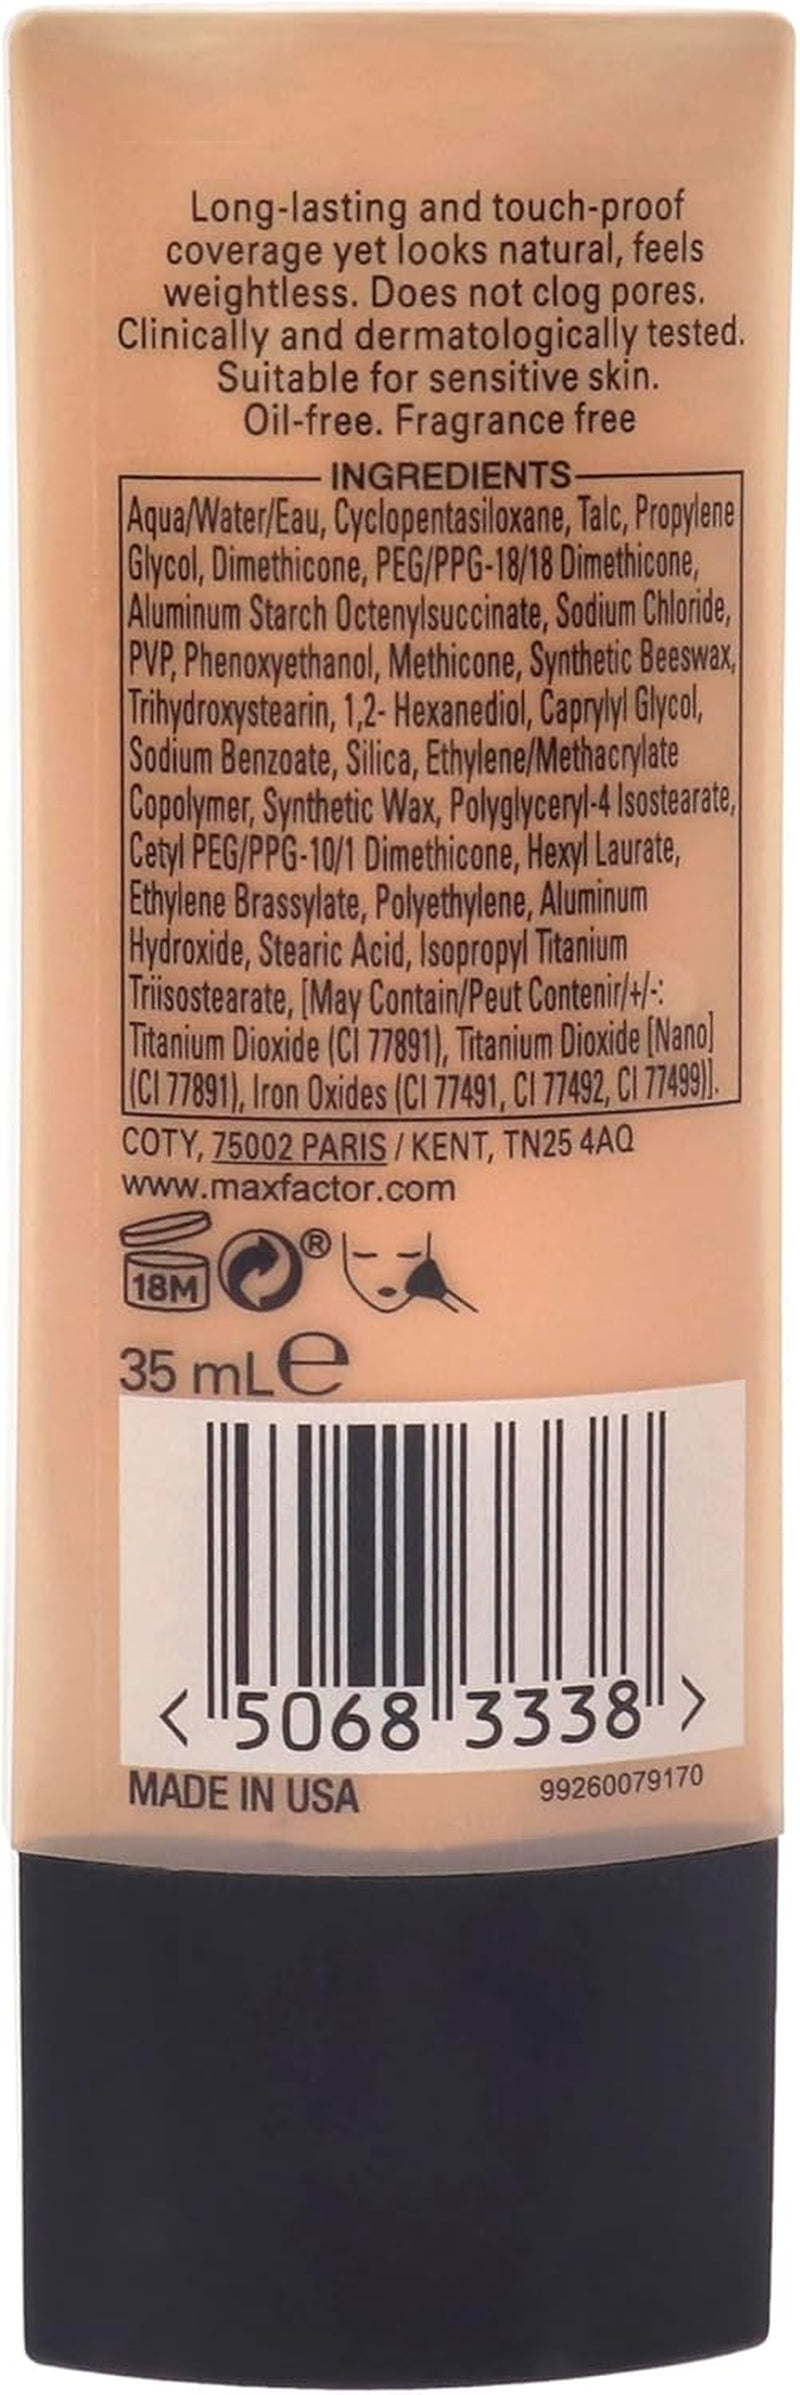 Long-lasting and touch-proof
coverage yet looks natural, feels
weightless. Does not clog pores.
Clinically and dermatologically tested.
Suitable for sensitive skin.
Oil-free. Fragrance free
INGREDIENTS
Aqua/Water/Eau, Cyclopentasiloxane, Talc, Propylene
Glycol, Dimethicone, PEG/PPG-18/18 Dimethicone,
Aluminum Starch Octenylsuccinate, Sodium Chloride,
PVP, Phenoxyethanol, Methicone, Synthetic Beeswax,
Trihydroxystearin, 1,2- Hexanediol, Caprylyl Glycol,
Sodium Benzoate, Silica, Ethylene/Methacrylate
Copolymer, Synthetic Wax, Polyglyceryl-4 Isostearate,
Cetyl PEG/PPG-10/1 Dimethicone, Hexyl Laurate,
Ethylene Brassylate, Polyethylene, Aluminum
Hydroxide, Stearic Acid, Isopropyl Titanium
Triisostearate, [May Contain/Peut Contenir/+/-:
Titanium Dioxide (CI 77891), Titanium Dioxide [Nano]
(CI 77891), Iron Oxides (CI 77491, CI 77492, CI 77499)].
COTY, 75002 PARIS / KENT, TN25 4AQ
www.maxfactor.com
18M ®
35 mL e
< 5068 3338 >
MADE IN USA 99260079170